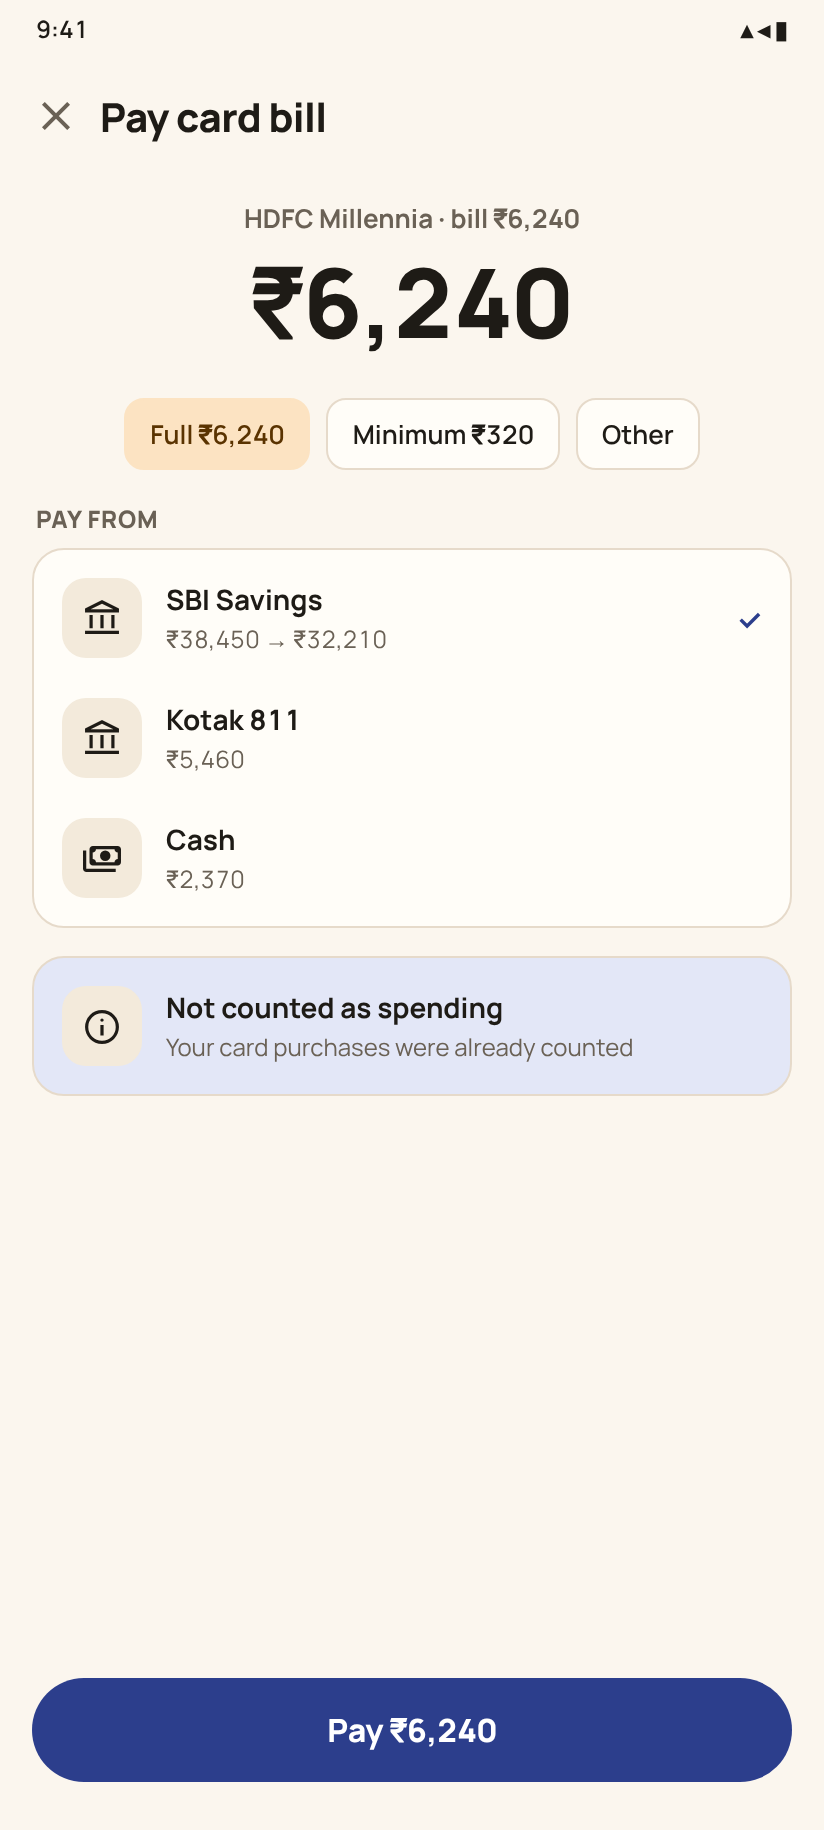 9:41
Pay card bill
HDFC Millennia · bill ₹6,240
₹6,240
Full ₹6,240
Minimum ₹320
Other
PAY FROM
SBI Savings
₹38,450 → ₹32,210
Kotak 811
₹5,460
Cash
₹2,370
Not counted as spending
Your card purchases were already counted
Pay ₹6,240